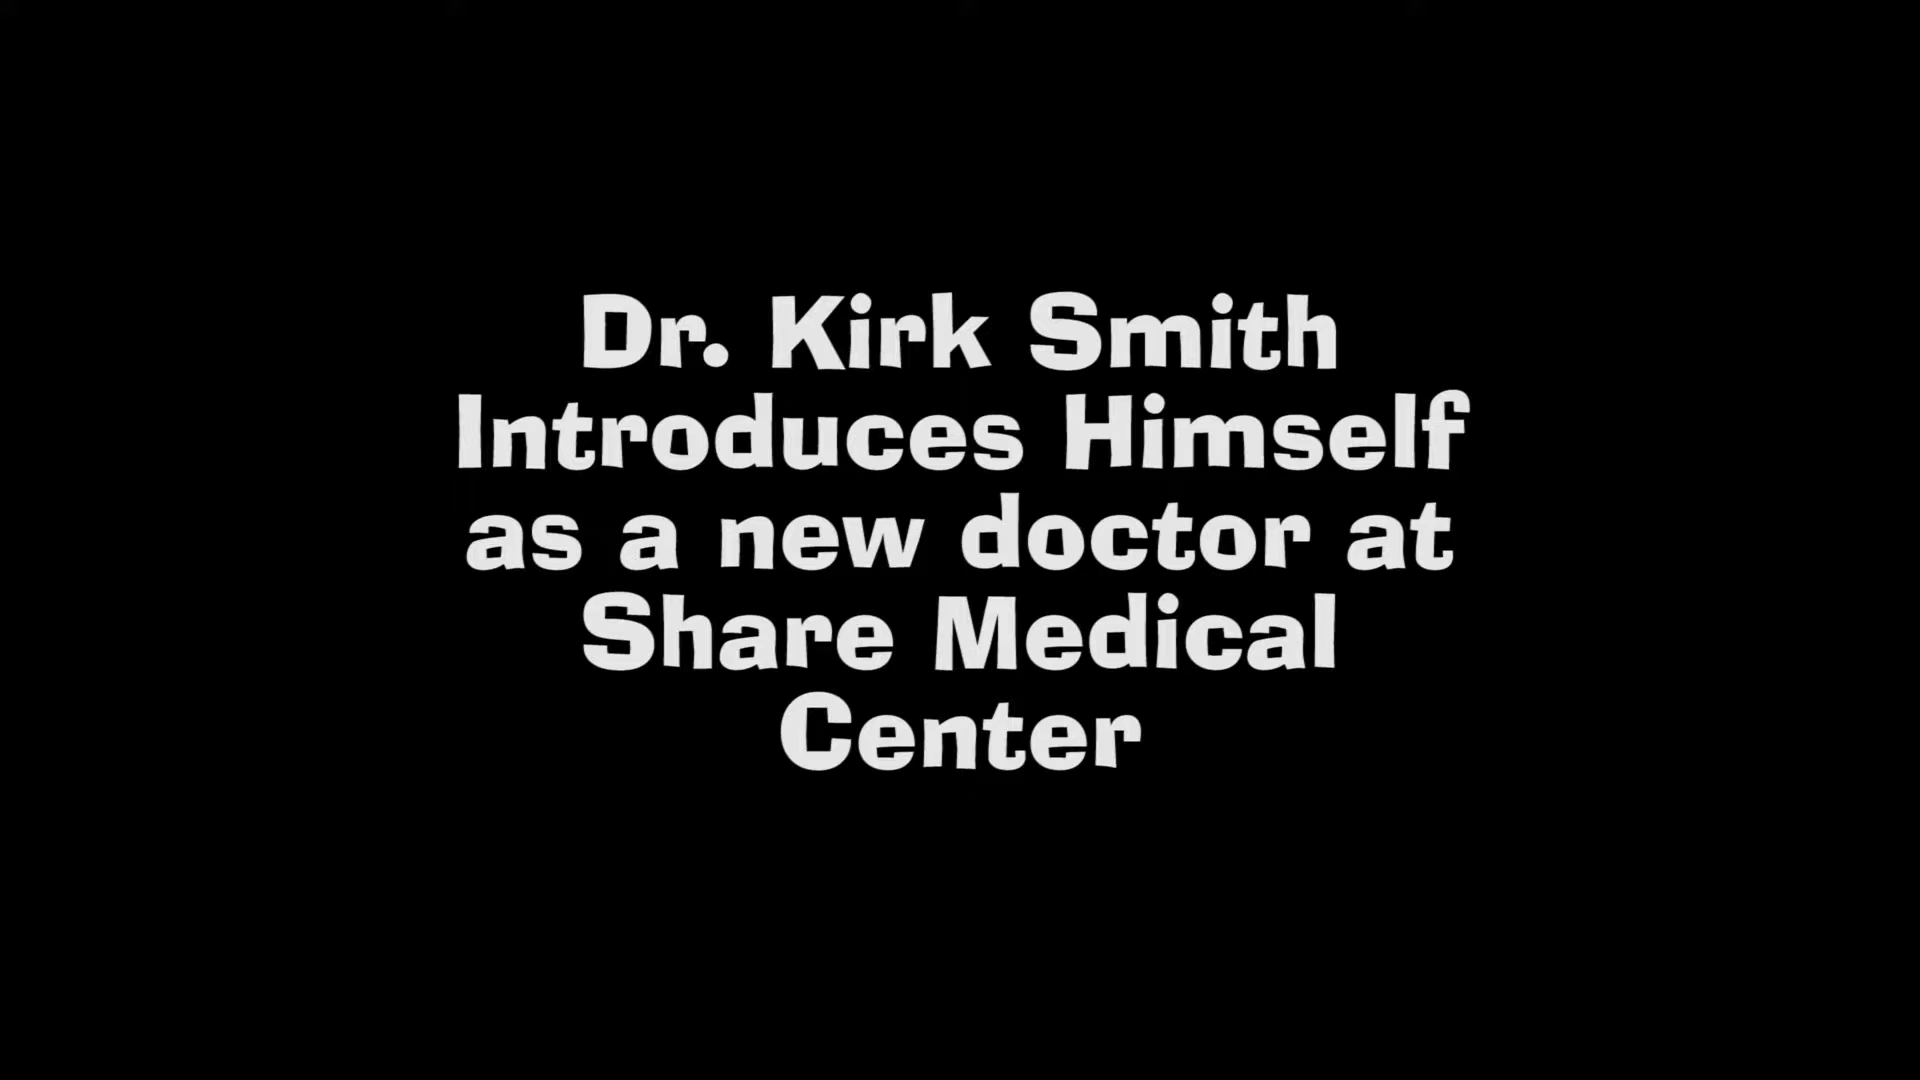 Dr. Kirk Smith
Introduces Himself
as a new doctor at
Share Medical
Center